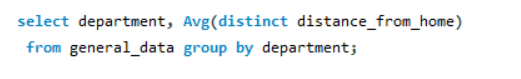 select department, Avg(distinct distance_from_home)
from general_data group by department;